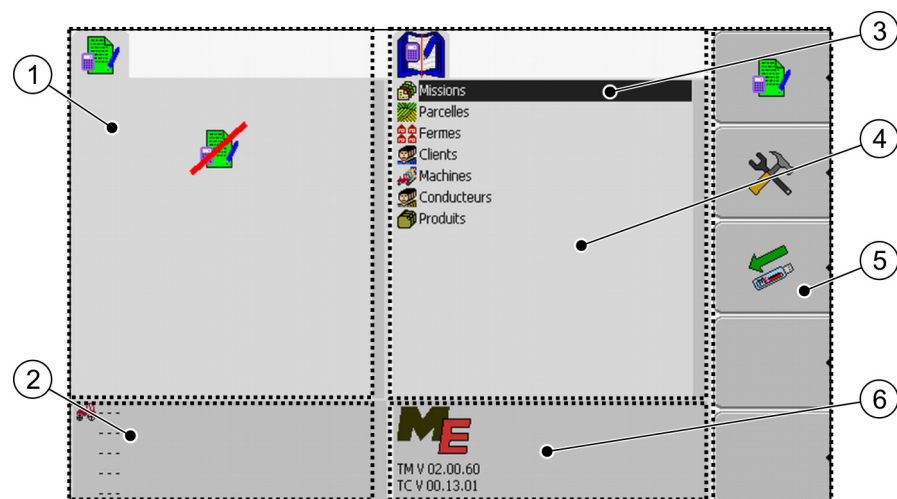 1
2
3
4
5
6
Missions
Parcelles
Fermes
Clients
Machines
Conducteurs
Produits
---
---
---
---
ME
TM V 02.00.60
TC V 00.13.01